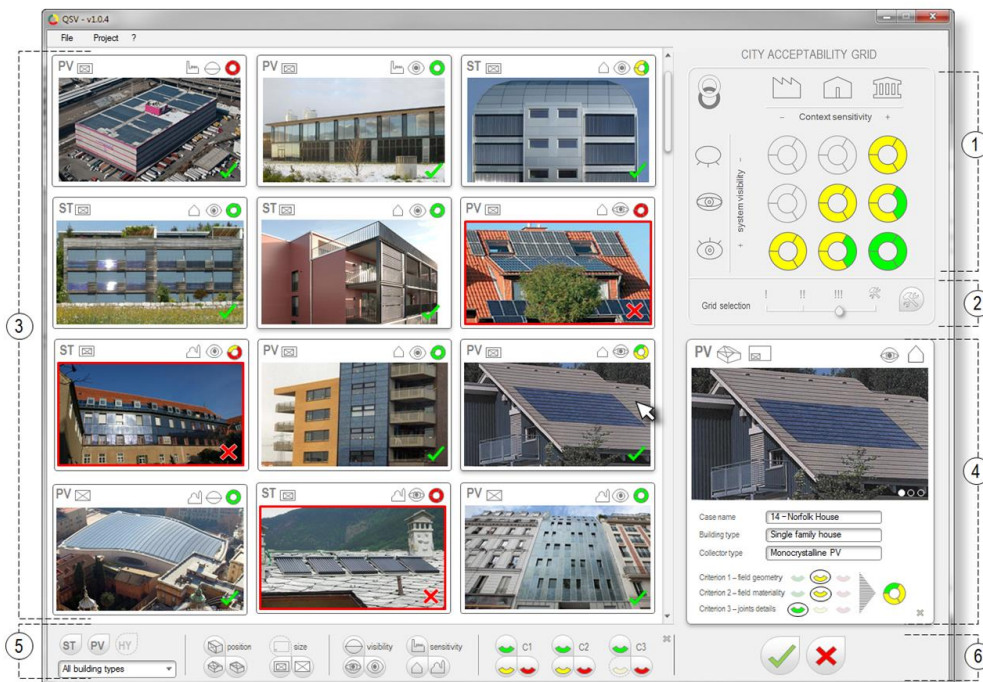 QSV - v1.0.4
File Project ?
PV
PV
ST
ST
ST
PV
ST
PV
PV
PV
ST
PV
CITY ACCEPTABILITY GRID
– Context sensitivity +
+ system visibility –
Grid selection
! !! !!!
PV
Case name 14 – Norfolk House
Building type Single family house
Collector type Monocrystalline PV
Criterion 1 – field geometry
Criterion 2 – field materiality
Criterion 3 – joints details
1
2
3
4
5
6
ST PV HY
All building types
position
size
visibility
sensitivity
C1
C2
C3